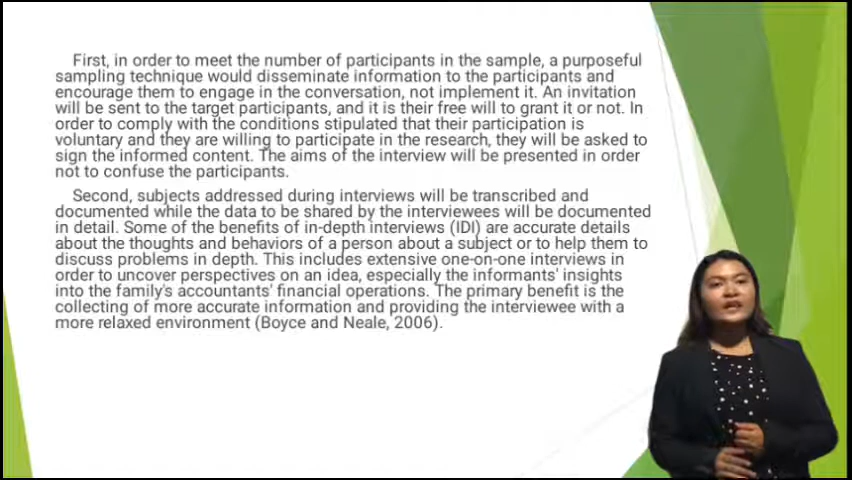 First, in order to meet the number of participants in the sample, a purposeful
sampling technique would disseminate information to the participants and
encourage them to engage in the conversation, not implement it. An invitation
will be sent to the target participants, and it is their free will to grant it or not. In
order to comply with the conditions stipulated that their participation is
voluntary and they are willing to participate in the research, they will be asked to
sign the informed content. The aims of the interview will be presented in order
not to confuse the participants.
Second, subjects addressed during interviews will be transcribed and
documented while the data to be shared by the interviewees will be documented
in detail. Some of the benefits of in-depth interviews (IDI) are accurate details
about the thoughts and behaviors of a person about a subject or to help them to
discuss problems in depth. This includes extensive one-on-one interviews in
order to uncover perspectives on an idea, especially the informants' insights
into the family's accountants' financial operations. The primary benefit is the
collecting of more accurate information and providing the interviewee with a
more relaxed environment (Boyce and Neale, 2006).